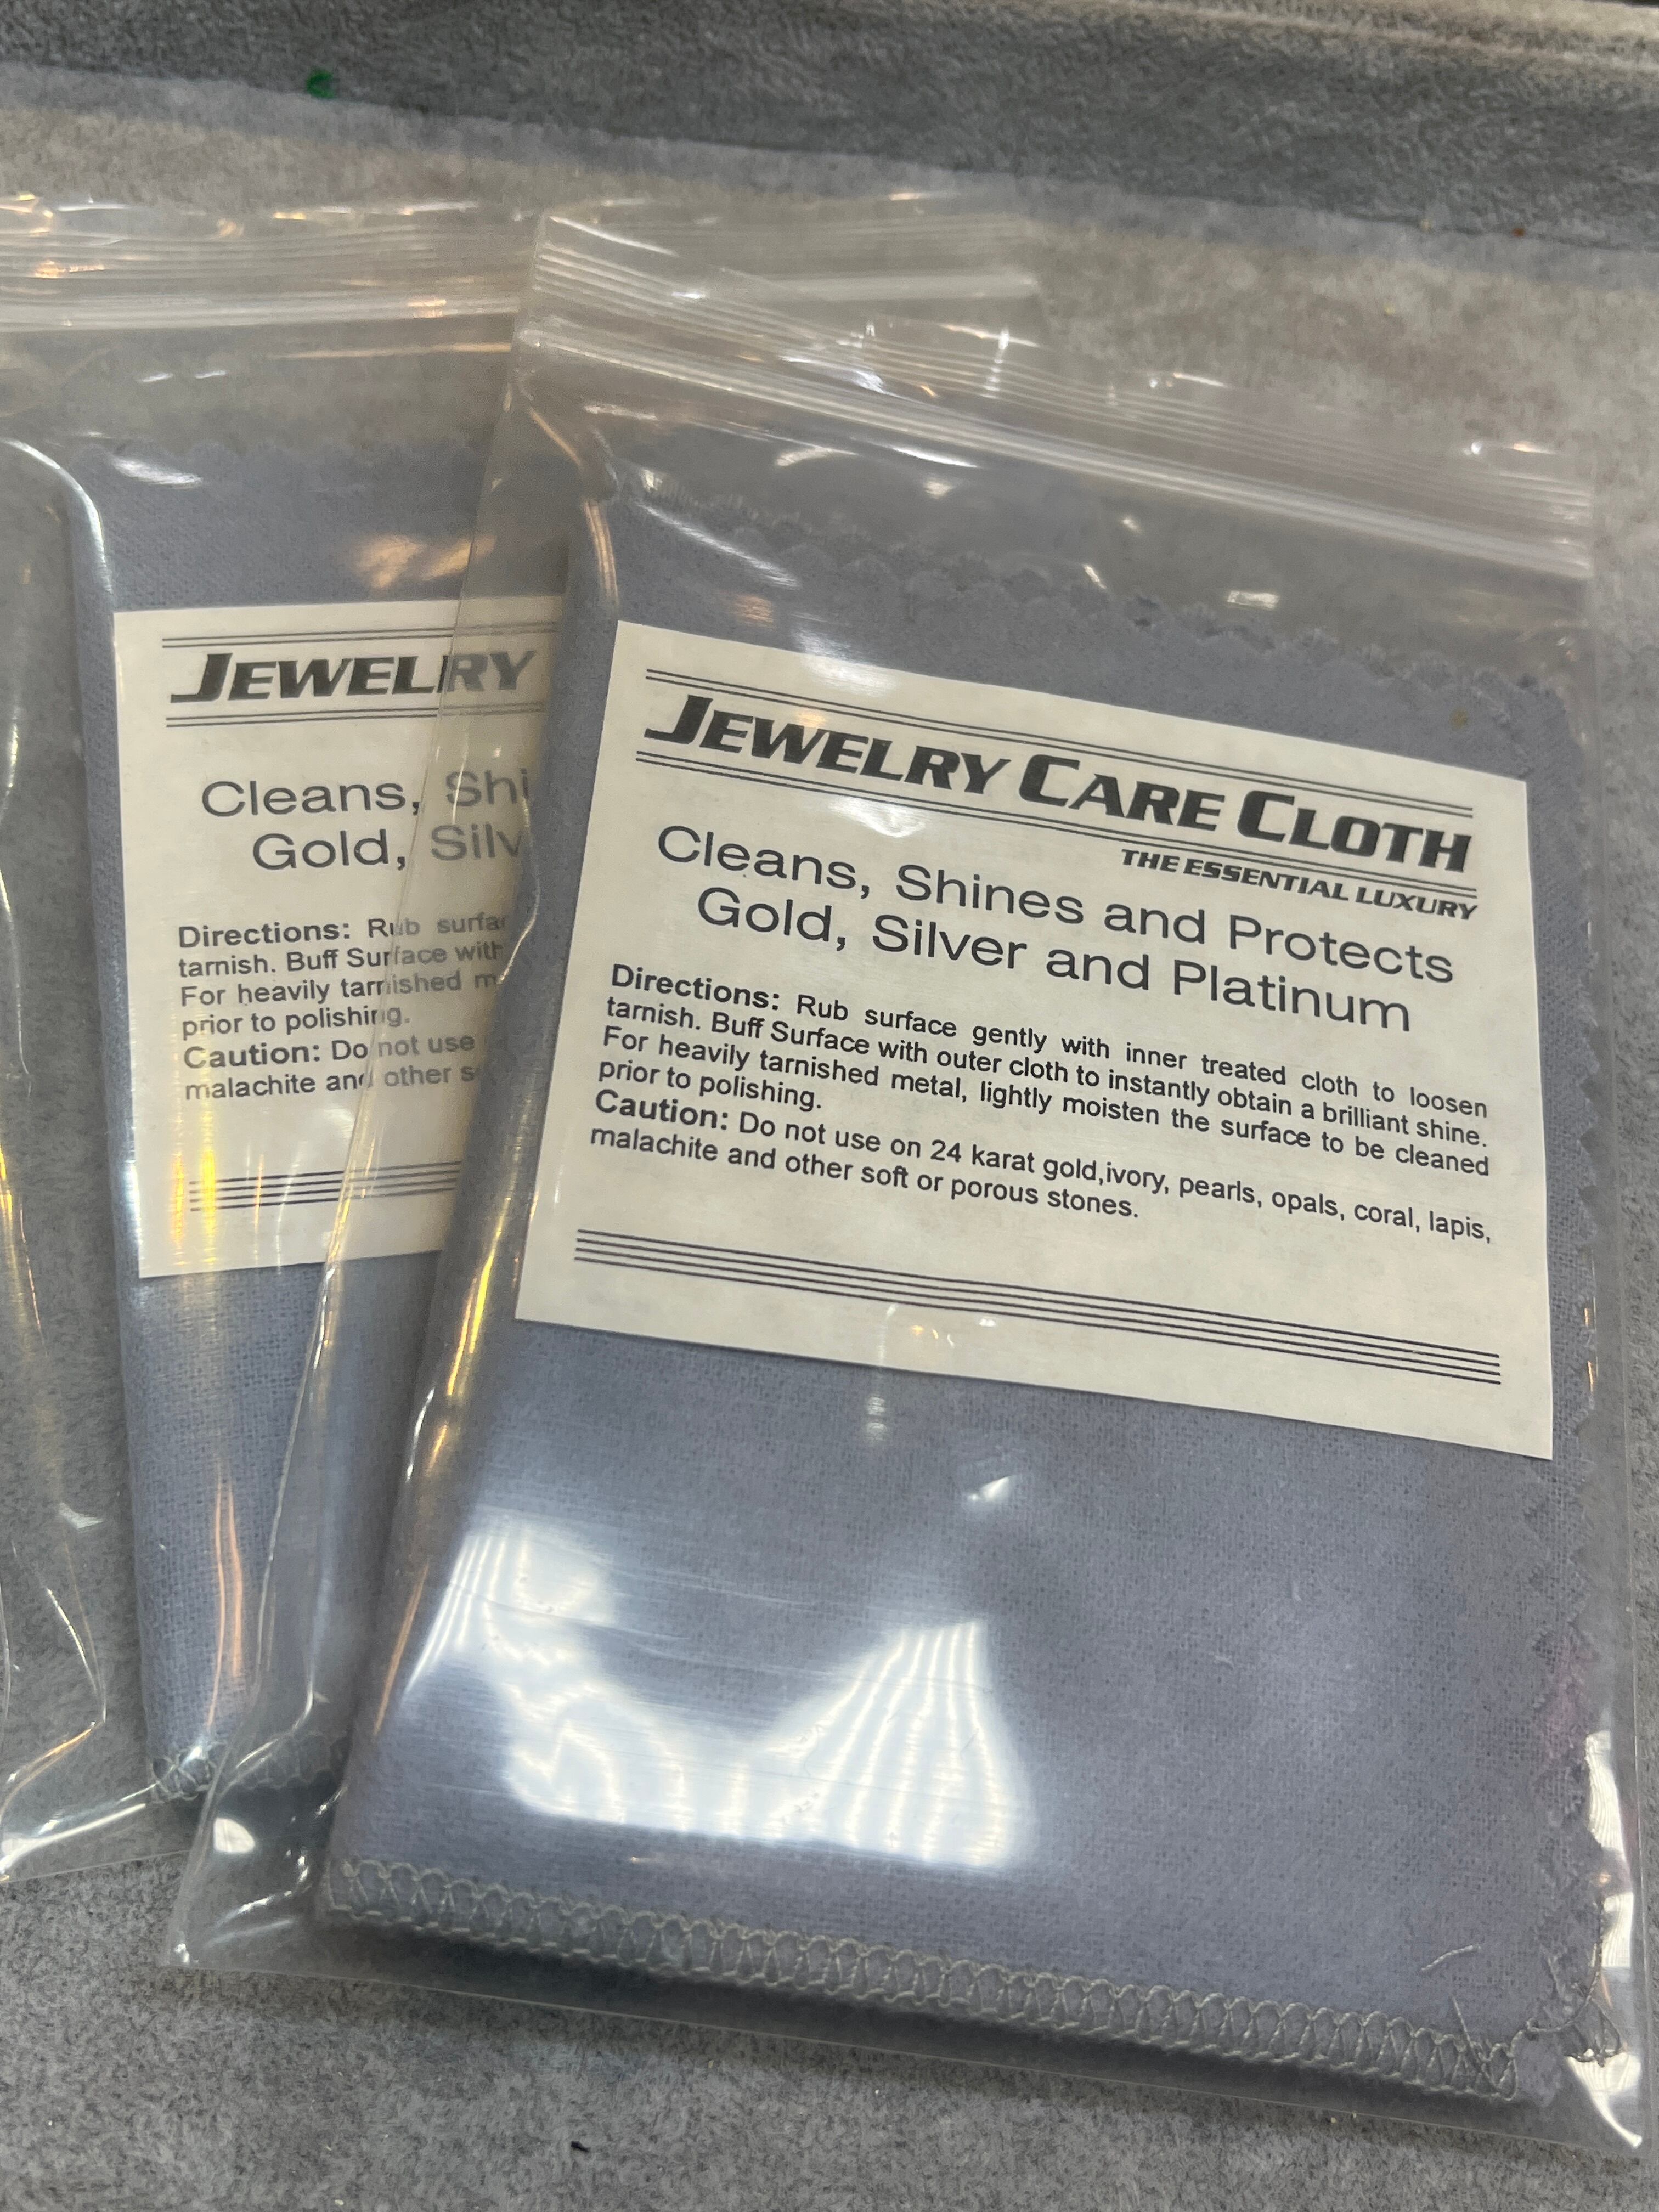 JEWELRY
Cleans, Shi
Gold, Silv
Directions: Rub surfa
tarnish. Buff Surface with
For heavily tarnished m
prior to polishing.
Caution: Do not use
malachite and other s
JEWELRY CARE CLOTH
THE ESSENTIAL LUXURY
Cleans, Shines and Protects
Gold, Silver and Platinum
Directions: Rub surface gently with inner treated cloth to loosen
tarnish. Buff Surface with outer cloth to instantly obtain a brilliant shine.
For heavily tarnished metal, lightly moisten the surface to be cleaned
prior to polishing.
Caution: Do not use on 24 karat gold,ivory, pearls, opals, coral, lapis,
malachite and other soft or porous stones.